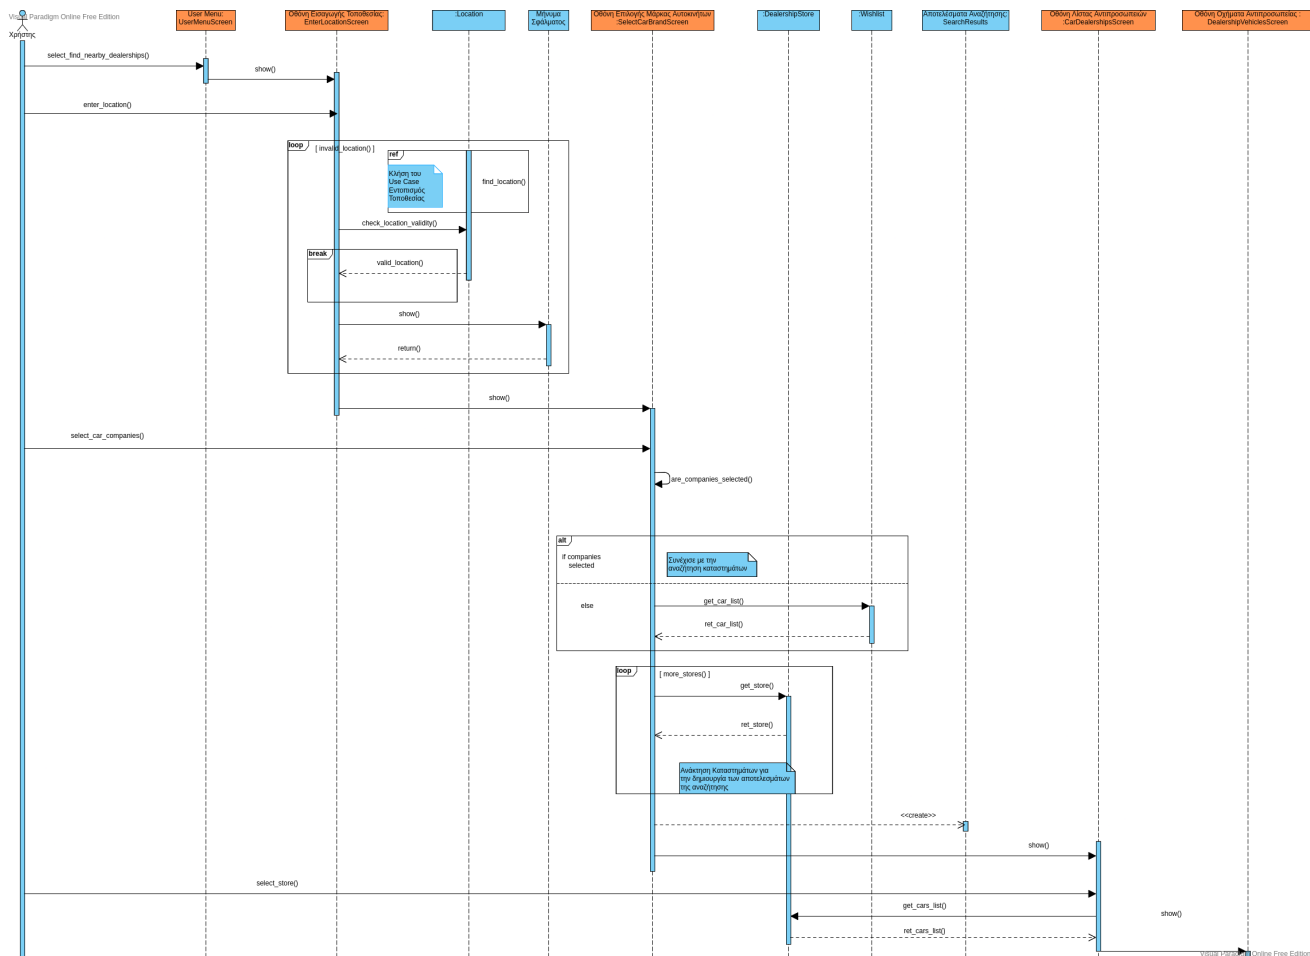 Visual Paradigm Online Free Edition
Χρήστης
User Menu:
UserMenuScreen
Οθόνη Εισαγωγής Τοποθεσίας:
EnterLocationScreen
:Location
Μήνυμα
Σφάλματος
Οθόνη Επιλογής Μάρκας Αυτοκινήτων
:SelectCarBrandScreen
:DealershipStore
:Wishlist
Αποτελέσματα Αναζήτησης:
SearchResults
Οθόνη Λίστας Αντιπροσωπειών
:CarDealershipsScreen
Οθόνη Οχήματα Αντιπροσωπείας :
DealershipVehiclesScreen
select_find_nearby_dealerships()
show()
enter_location()
loop
[ invalid_location() ]
ref
Κλήση του
Use Case
Εντοπισμός
Τοποθεσίας
find_location()
check_location_validity()
break
valid_location()
show()
return()
show()
select_car_companies()
are_companies_selected()
alt
if companies
selected
Συνέχισε με την
αναζήτηση καταστημάτων
else
get_car_list()
ret_car_list()
loop
[ more_stores() ]
get_store()
ret_store()
Ανάκτηση Καταστημάτων για
την δημιουργία των αποτελεσμάτων
της αναζήτησης
<<create>>
show()
select_store()
get_cars_list()
show()
ret_cars_list()
Visual Paradigm Online Free Edition